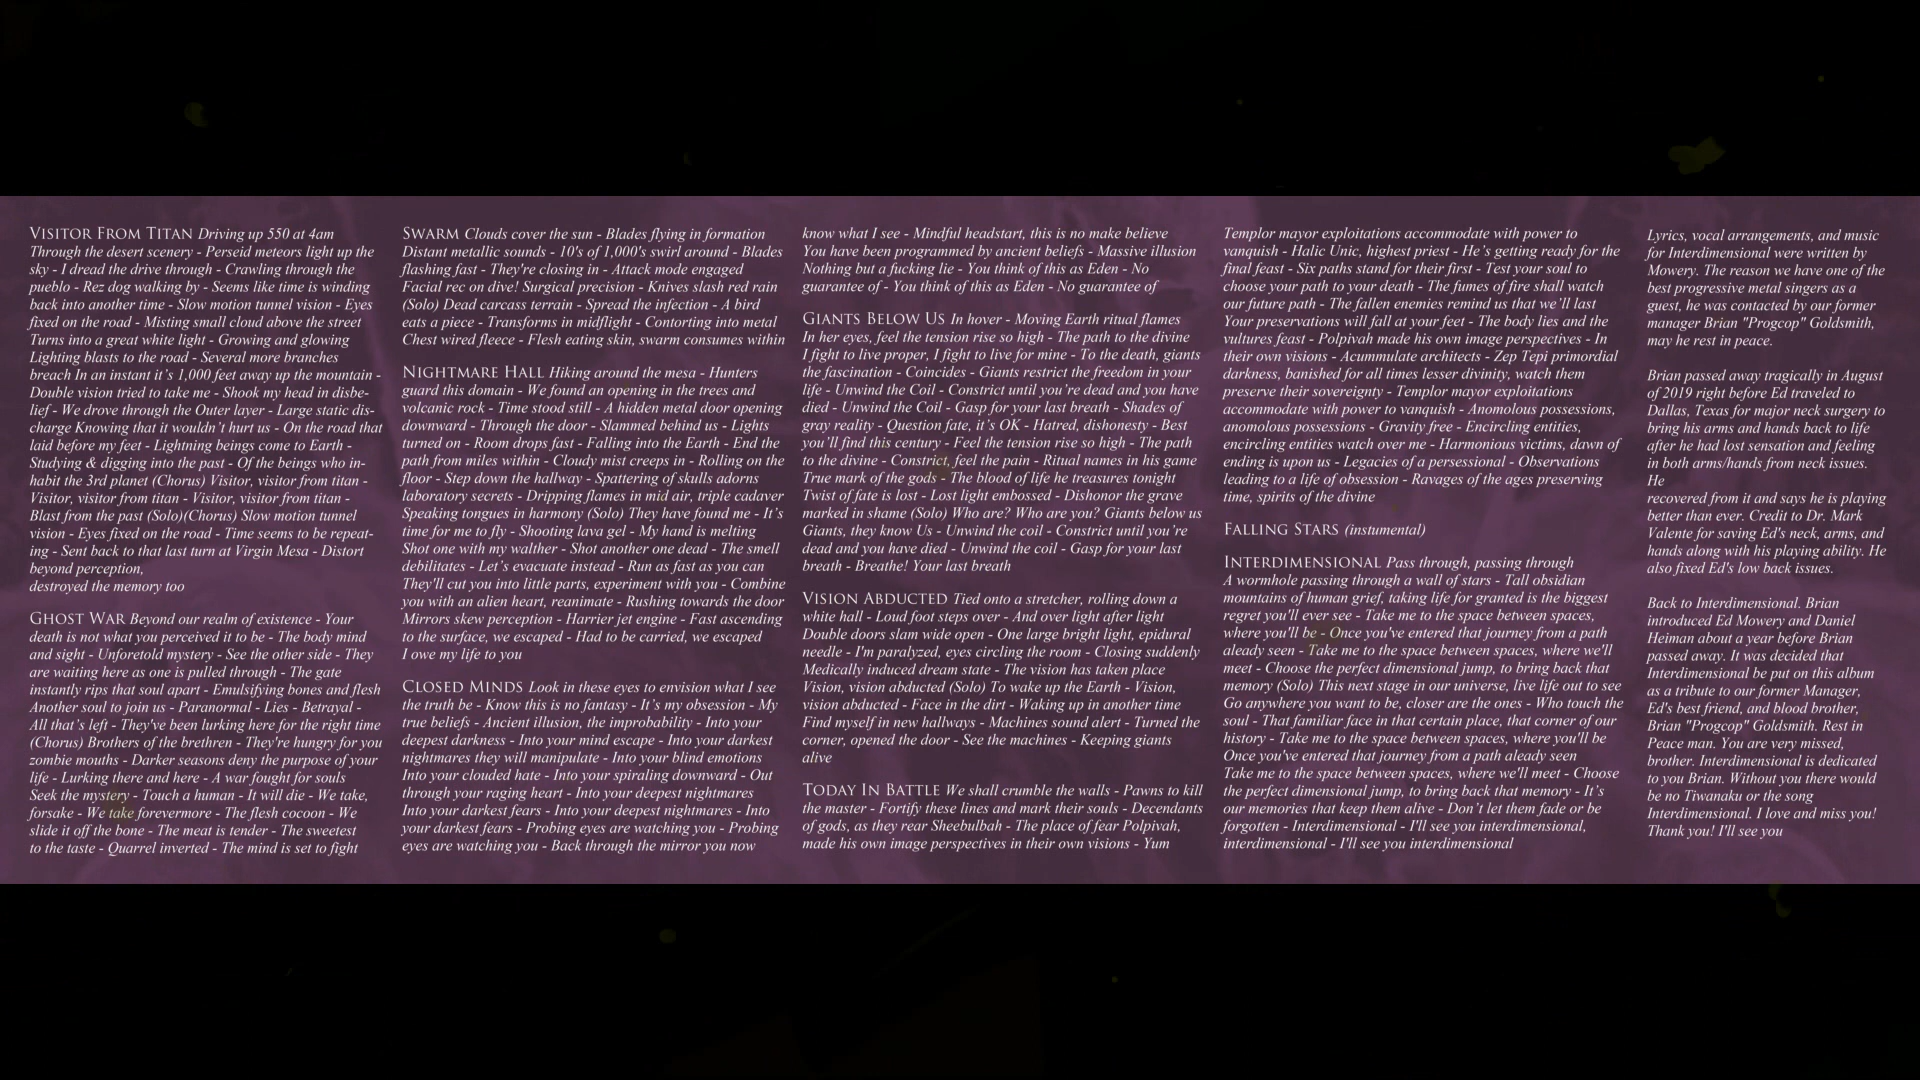 VISITOR FROM TITAN Driving up 550 at 4am
Through the desert scenery - Perseid meteors light up the
sky - I dread the drive through - Crawling through the
pueblo - Rez dog walking by - Seems like time is winding
back into another time - Slow motion tunnel vision - Eyes
fixed on the road - Misting small cloud above the street
Turns into a great white light - Growing and glowing
Lighting blasts to the road - Several more branches
breach In an instant it's 1,000 feet away up the mountain -
Double vision tried to take me - Shook my head in disbe-
lief - We drove through the Outer layer - Large static dis-
charge Knowing that it wouldn't hurt us - On the road that
laid before my feet - Lightning beings come to Earth -
Studying & digging into the past - Of the beings who in-
habit the 3rd planet (Chorus) Visitor, visitor from titan -
Visitor, visitor from titan - Visitor, visitor from titan -
Blast from the past (Solo)(Chorus) Slow motion tunnel
vision - Eyes fixed on the road - Time seems to be repeat-
ing - Sent back to that last turn at Virgin Mesa - Distort
beyond perception,
destroyed the memory too
GHOST WAR Beyond our realm of existence - Your
death is not what you perceived it to be - The body mind
and sight - Unforetold mystery - See the other side - They
are waiting here as one is pulled through - The gate
instantly rips that soul apart - Emulsifying bones and flesh
Another soul to join us - Paranormal - Lies - Betrayal -
All that's left - They've been lurking here for the right time
(Chorus) Brothers of the brethren - They're hungry for you
zombie mouths - Darker seasons deny the purpose of your
life - Lurking there and here - A war fought for souls
Seek the mystery - Touch a human - It will die - We take,
forsake - We take forevermore - The flesh cocoon - We
slide it off the bone - The meat is tender - The sweetest
to the taste - Quarrel inverted - The mind is set to fight
SWARM Clouds cover the sun - Blades flying in formation
Distant metallic sounds - 10's of 1,000's swirl around - Blades
flashing fast - They're closing in - Attack mode engaged
Facial rec on dive! Surgical precision - Knives slash red rain
(Solo) Dead carcass terrain - Spread the infection - A bird
eats a piece - Transforms in midflight - Contorting into metal
Chest wired fleece - Flesh eating skin, swarm consumes within
NIGHTMARE HALL Hiking around the mesa - Hunters
guard this domain - We found an opening in the trees and
volcanic rock - Time stood still - A hidden metal door opening
downward - Through the door - Slammed behind us - Lights
turned on - Room drops fast - Falling into the Earth - End the
path from miles within - Cloudy mist creeps in - Rolling on the
floor - Step down the hallway - Spattering of skulls adorns
laboratory secrets - Dripping flames in mid air, triple cadaver
Speaking tongues in harmony (Solo) They have found me - It's
time for me to fly - Shooting lava gel - My hand is melting
Shot one with my walther - Shot another one dead - The smell
debilitates - Let's evacuate instead - Run as fast as you can
They'll cut you into little parts, experiment with you - Combine
you with an alien heart, reanimate - Rushing towards the door
Mirrors skew perception - Harrier jet engine - Fast ascending
to the surface, we escaped - Had to be carried, we escaped
I owe my life to you
CLOSED MINDS Look in these eyes to envision what I see
the truth be - Know this is no fantasy - It's my obsession - My
true beliefs - Ancient illusion, the improbability - Into your
deepest darkness - Into your mind escape - Into your darkest
nightmares they will manipulate - Into your blind emotions
Into your clouded hate - Into your spiraling downward - Out
through your raging heart - Into your deepest nightmares
Into your darkest fears - Into your deepest nightmares - Into
your darkest fears - Probing eyes are watching you - Probing
eyes are watching you - Back through the mirror you now
know what I see - Mindful headstart, this is no make believe
You have been programmed by ancient beliefs - Massive illusion
Nothing but a fucking lie - You think of this as Eden - No
guarantee of - You think of this as Eden - No guarantee of
GIANTS BELOW US In hover - Moving Earth ritual flames
In her eyes, feel the tension rise so high - The path to the divine
I fight to live proper, I fight to live for mine - To the death, giants
the fascination - Coincides - Giants restrict the freedom in your
life - Unwind the Coil - Constrict until you're dead and you have
died - Unwind the Coil - Gasp for your last breath - Shades of
gray reality - Question fate, it's OK - Hatred, dishonesty - Best
you'll find this century - Feel the tension rise so high - The path
to the divine - Constrict, feel the pain - Ritual names in his game
True mark of the gods - The blood of life he treasures tonight
Twist of fate is lost - Lost light embossed - Dishonor the grave
marked in shame (Solo) Who are? Who are you? Giants below us
Giants, they know Us - Unwind the coil - Constrict until you're
dead and you have died - Unwind the coil - Gasp for your last
breath - Breathe! Your last breath
VISION ABDUCTED Tied onto a stretcher, rolling down a
white hall - Loud foot steps over - And over light after light
Double doors slam wide open - One large bright light, epidural
needle - I'm paralyzed, eyes circling the room - Closing suddenly
Medically induced dream state - The vision has taken place
Vision, vision abducted (Solo) To wake up the Earth - Vision,
vision abducted - Face in the dirt - Waking up in another time
Find myself in new hallways - Machines sound alert - Turned the
corner, opened the door - See the machines - Keeping giants
alive
TODAY IN BATTLE We shall crumble the walls - Pawns to kill
the master - Fortify these lines and mark their souls - Decendants
of gods, as they rear Sheebulbah - The place of fear Polpivah,
made his own image perspectives in their own visions - Yum
Templor mayor exploitations accommodate with power to
vanquish - Halic Unic, highest priest - He's getting ready for the
final feast - Six paths stand for their first - Test your soul to
choose your path to your death - The fumes of fire shall watch
our future path - The fallen enemies remind us that we'll last
Your preservations will fall at your feet - The body lies and the
vultures feast - Polpivah made his own image perspectives - In
their own visions - Acummulate architects - Zep Tepi primordial
darkness, banished for all times lesser divinity, watch them
preserve their sovereignty - Templor mayor exploitations
accommodate with power to vanquish - Anomolous possessions,
anomolous possessions - Gravity free - Encircling entities,
encircling entities watch over me - Harmonious victims, dawn of
ending is upon us - Legacies of a persessional - Observations
leading to a life of obsession - Ravages of the ages preserving
time, spirits of the divine
FALLING STARS (instumental)
INTERDIMENSIONAL Pass through, passing through
A wormhole passing through a wall of stars - Tall obsidian
mountains of human grief, taking life for granted is the biggest
regret you'll ever see - Take me to the space between spaces,
where you'll be - Once you've entered that journey from a path
aleady seen - Take me to the space between spaces, where we'll
meet - Choose the perfect dimensional jump, to bring back that
memory (Solo) This next stage in our universe, live life out to see
Go anywhere you want to be, closer are the ones - Who touch the
soul - That familiar face in that certain place, that corner of our
history - Take me to the space between spaces, where you'll be
Once you've entered that journey from a path aleady seen
Take me to the space between spaces, where we'll meet - Choose
the perfect dimensional jump, to bring back that memory - It's
our memories that keep them alive - Don't let them fade or be
forgotten - Interdimensional - I'll see you interdimensional,
interdimensional - I'll see you interdimensional
Lyrics, vocal arrangements, and music
for Interdimensional were written by
Mowery. The reason we have one of the
best progressive metal singers as a
guest, he was contacted by our former
manager Brian "Progcop" Goldsmith,
may he rest in peace.
Brian passed away tragically in August
of 2019 right before Ed traveled to
Dallas, Texas for major neck surgery to
bring his arms and hands back to life
after he had lost sensation and feeling
in both arms/hands from neck issues.
He
recovered from it and says he is playing
better than ever. Credit to Dr. Mark
Valente for saving Ed's neck, arms, and
hands along with his playing ability. He
also fixed Ed's low back issues.
Back to Interdimensional. Brian
introduced Ed Mowery and Daniel
Heiman about a year before Brian
passed away. It was decided that
Interdimensional be put on this album
as a tribute to our former Manager,
Ed's best friend, and blood brother,
Brian "Progcop" Goldsmith. Rest in
Peace man. You are very missed,
brother. Interdimensional is dedicated
to you Brian. Without you there would
be no Tiwanaku or the song
Interdimensional. I love and miss you!
Thank you! I'll see you